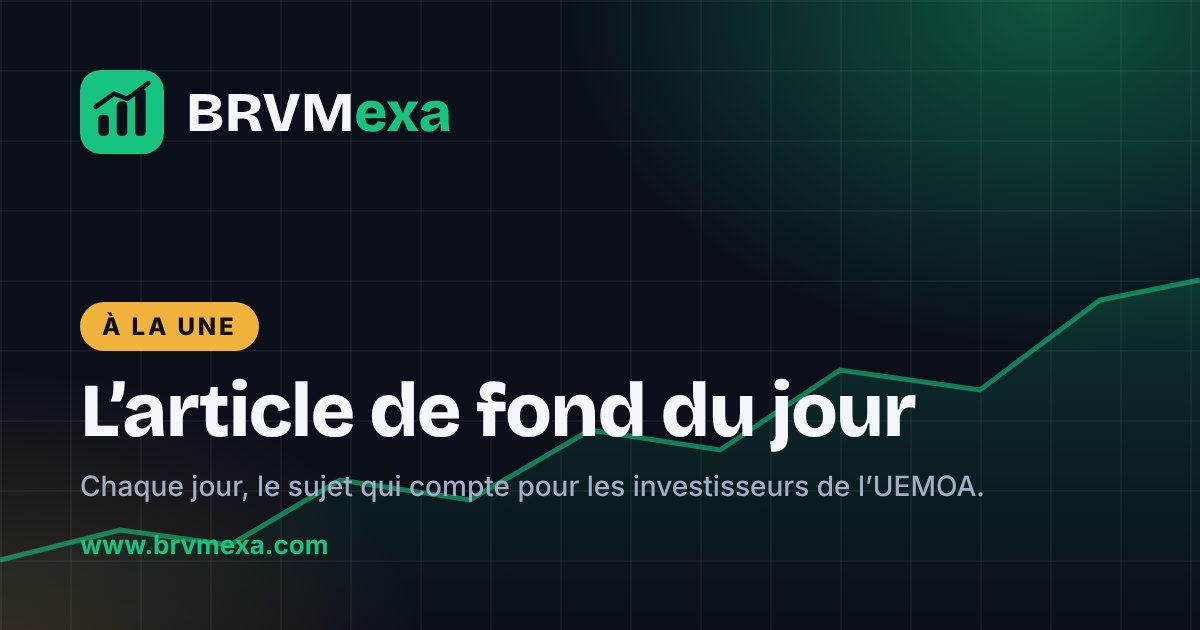 BRVMexa
À LA UNE
L’article de fond du jour
Chaque jour, le sujet qui compte pour les investisseurs de l’UEMOA.
www.brvmexa.com